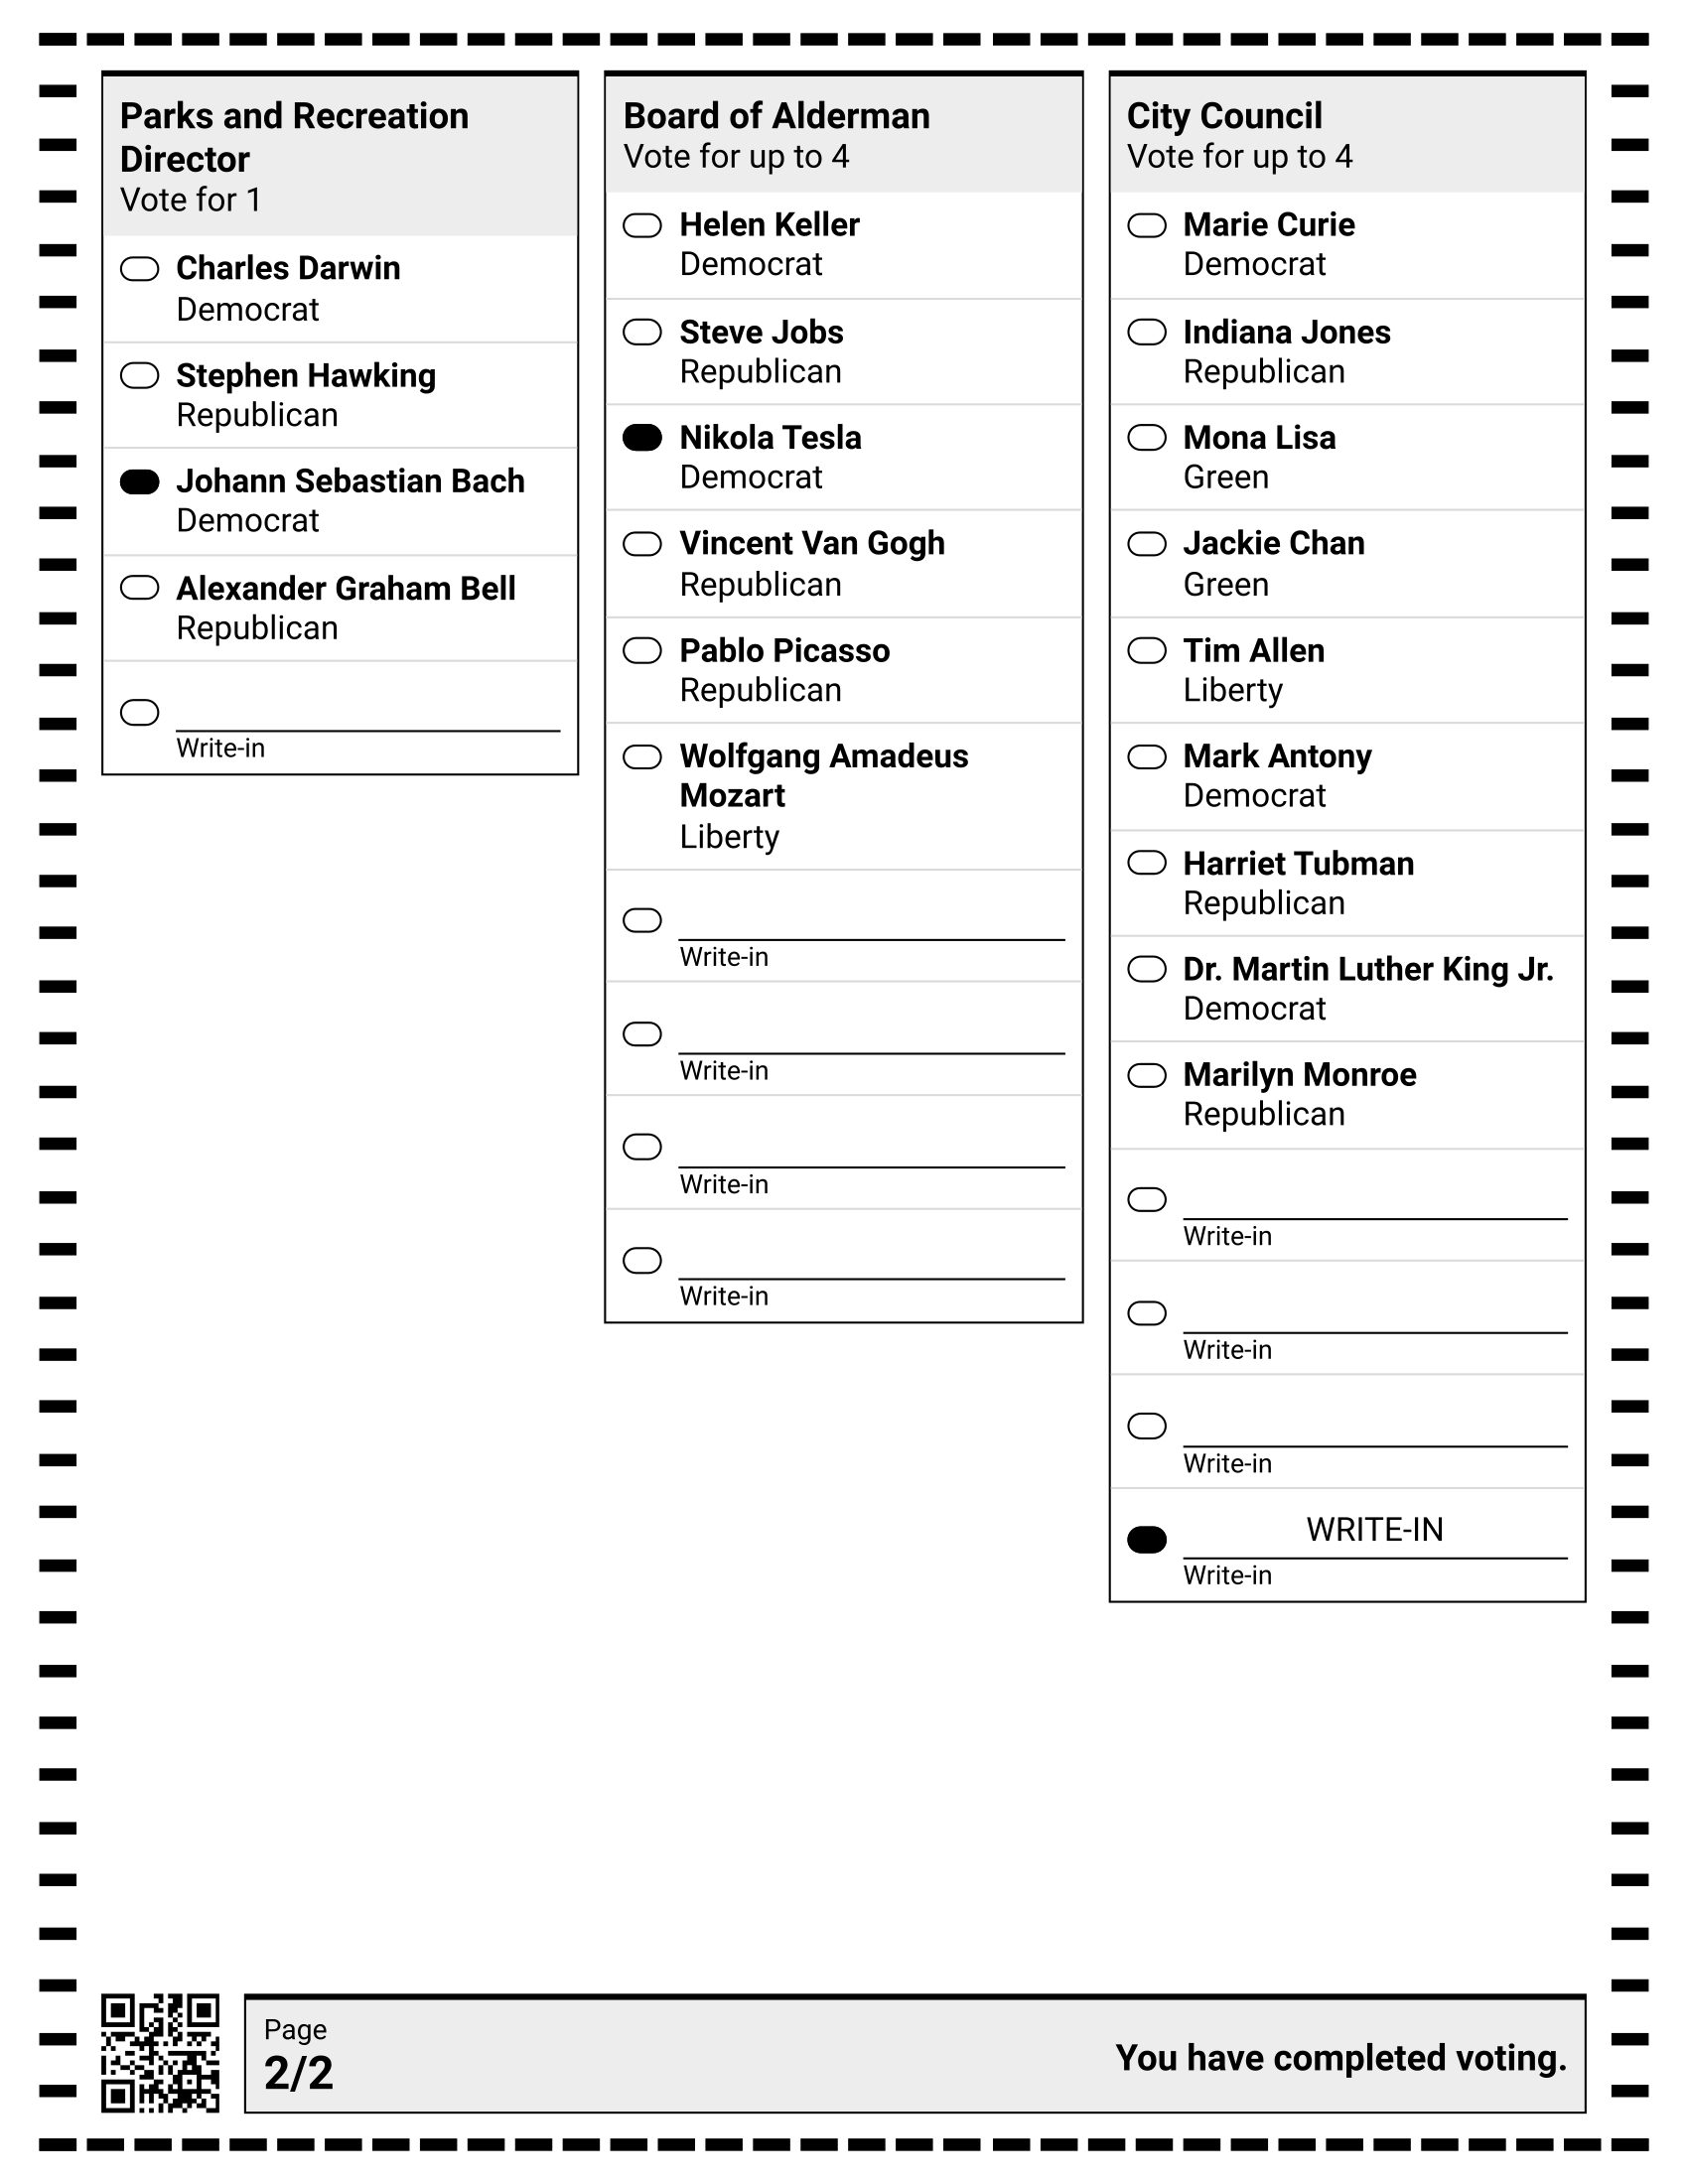 Parks and Recreation
Director
Vote for 1
Charles Darwin
Democrat
Stephen Hawking
Republican
Johann Sebastian Bach
Democrat
Alexander Graham Bell
Republican
Write-in
Board of Alderman
Vote for up to 4
Helen Keller
Democrat
Steve Jobs
Republican
Nikola Tesla
Democrat
Vincent Van Gogh
Republican
Pablo Picasso
Republican
Wolfgang Amadeus
Mozart
Liberty
Write-in
Write-in
Write-in
Write-in
City Council
Vote for up to 4
Marie Curie
Democrat
Indiana Jones
Republican
Mona Lisa
Green
Jackie Chan
Green
Tim Allen
Liberty
Mark Antony
Democrat
Harriet Tubman
Republican
Dr. Martin Luther King Jr.
Democrat
Marilyn Monroe
Republican
Write-in
Write-in
Write-in
WRITE-IN
Write-in
Page
2/2
You have completed voting.